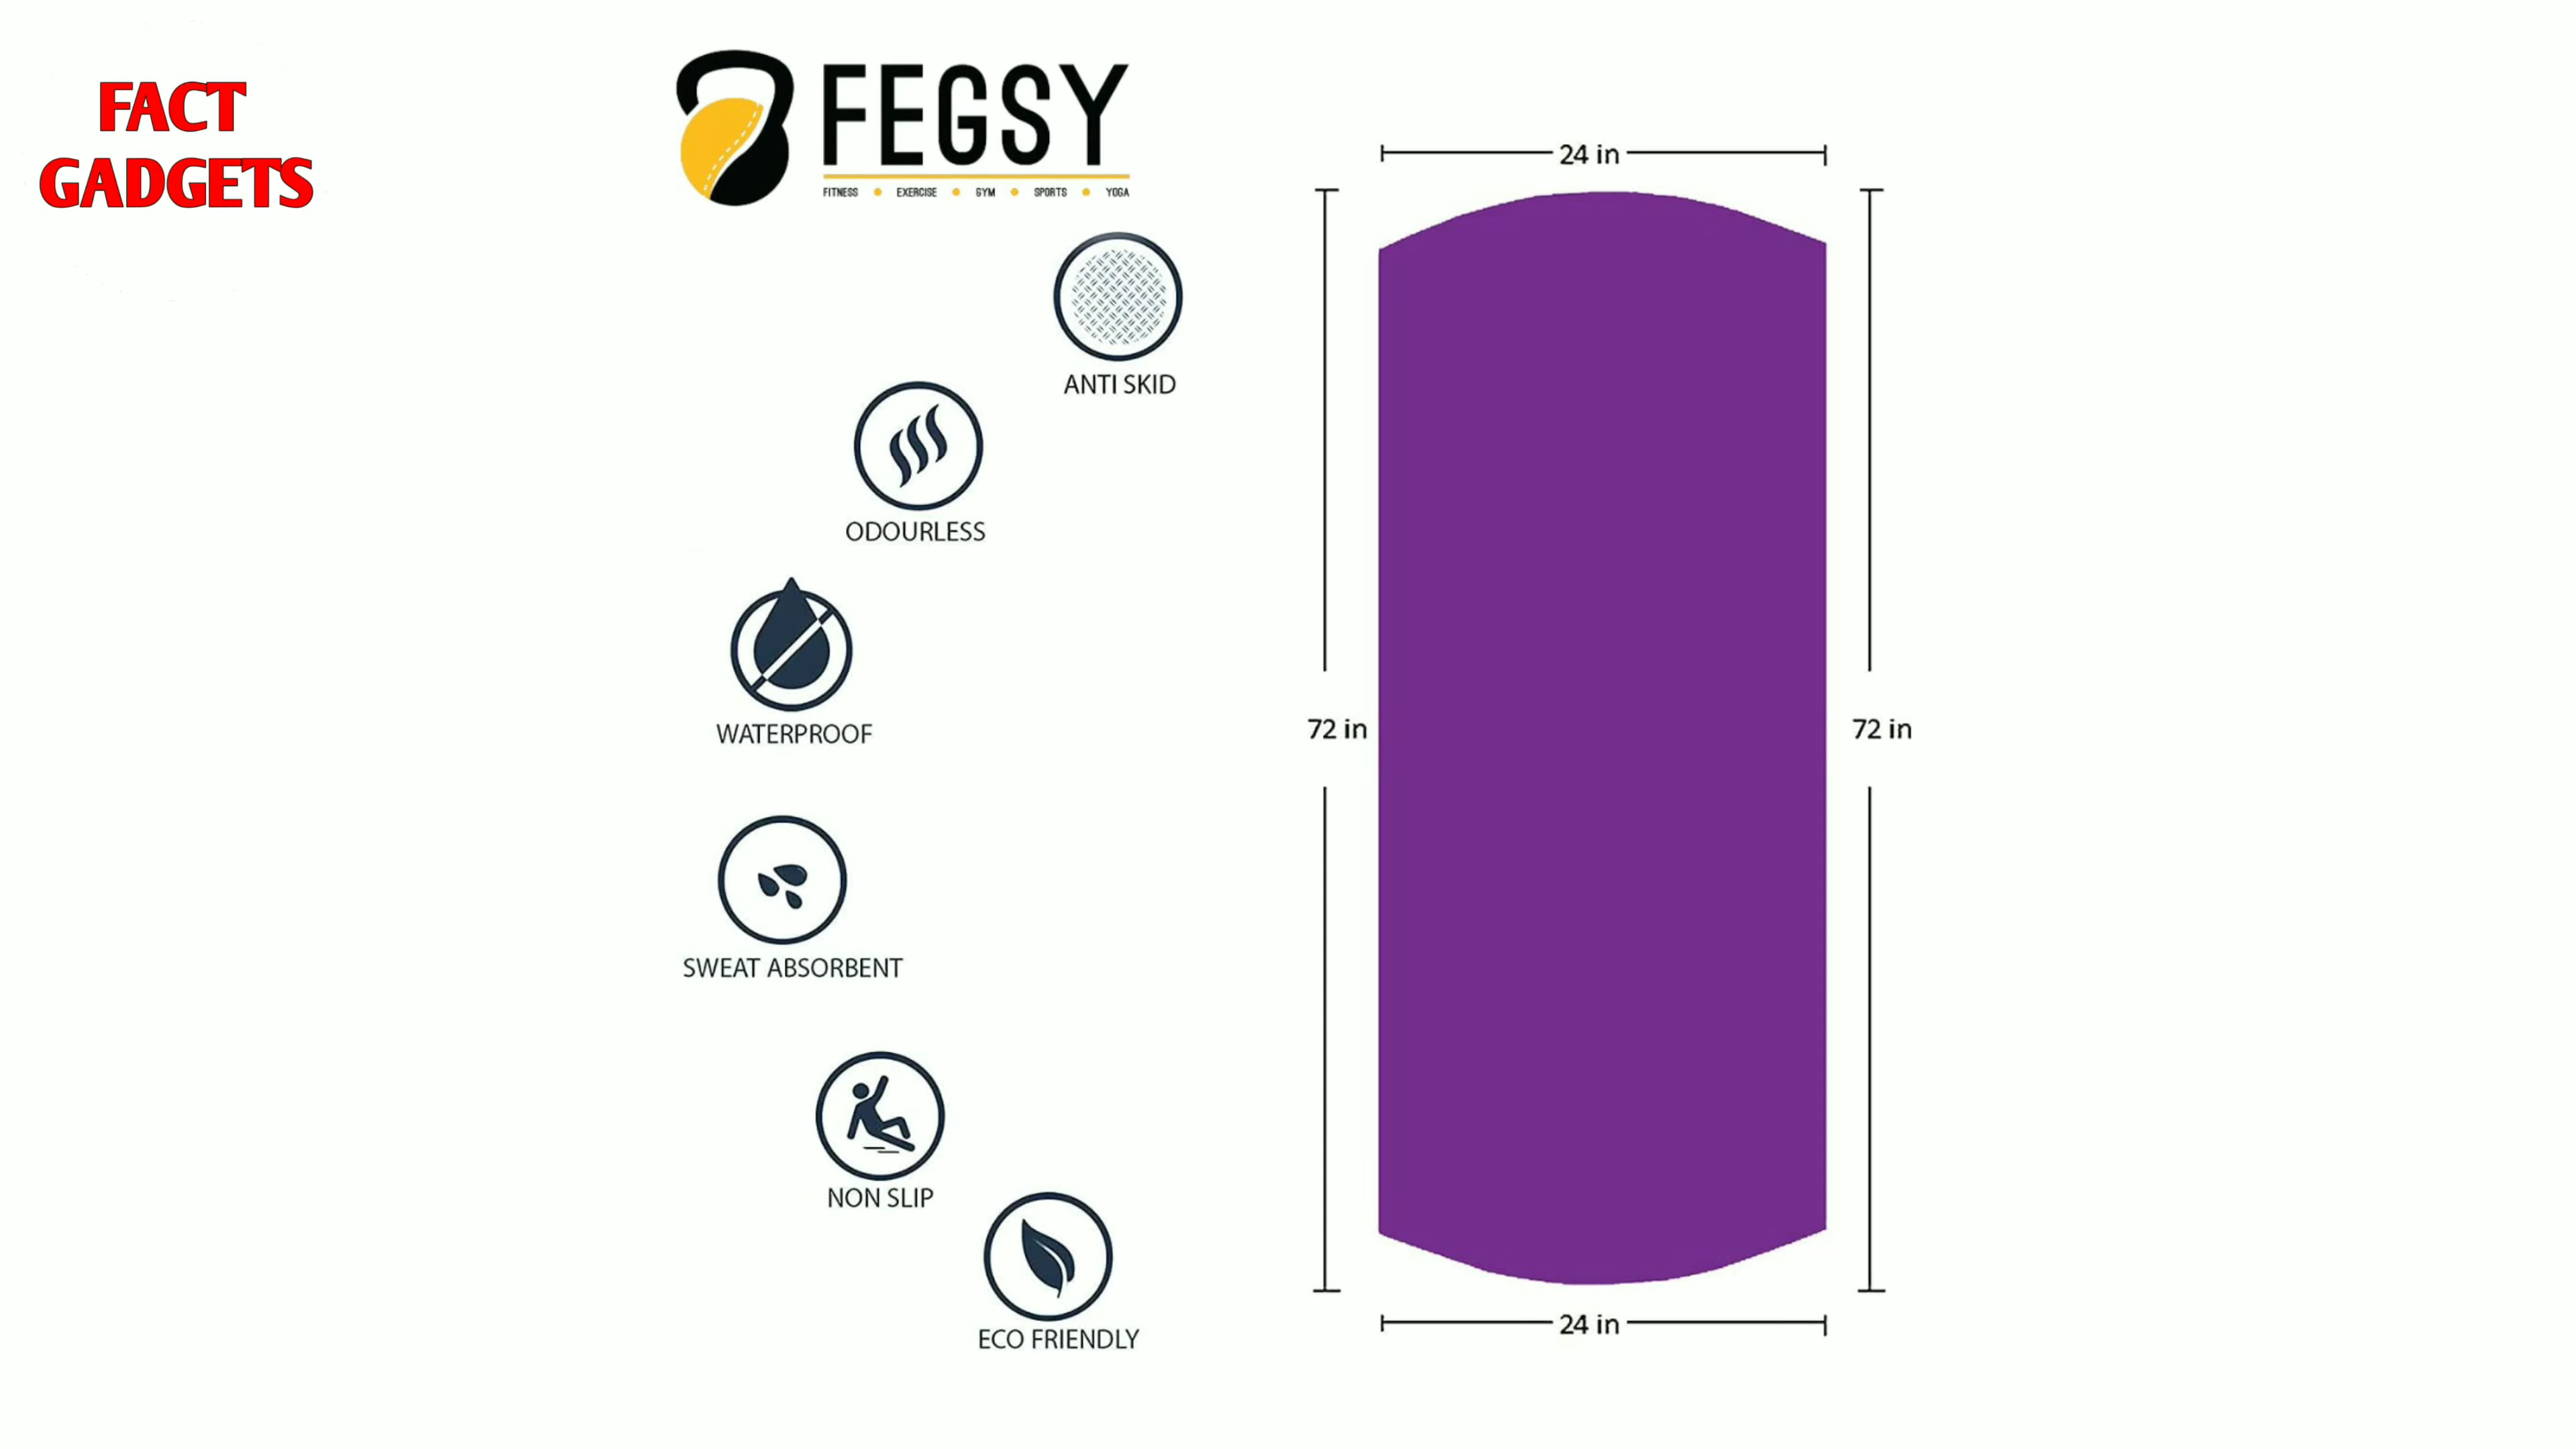 FACT
GADGETS
FEGSY
FITNESS • EXERCISE • GYM • SPORTS • YOGA
24 in
ANTI SKID
ODOURLESS
WATERPROOF
72 in
72 in
SWEAT ABSORBENT
NON SLIP
ECO FRIENDLY
24 in